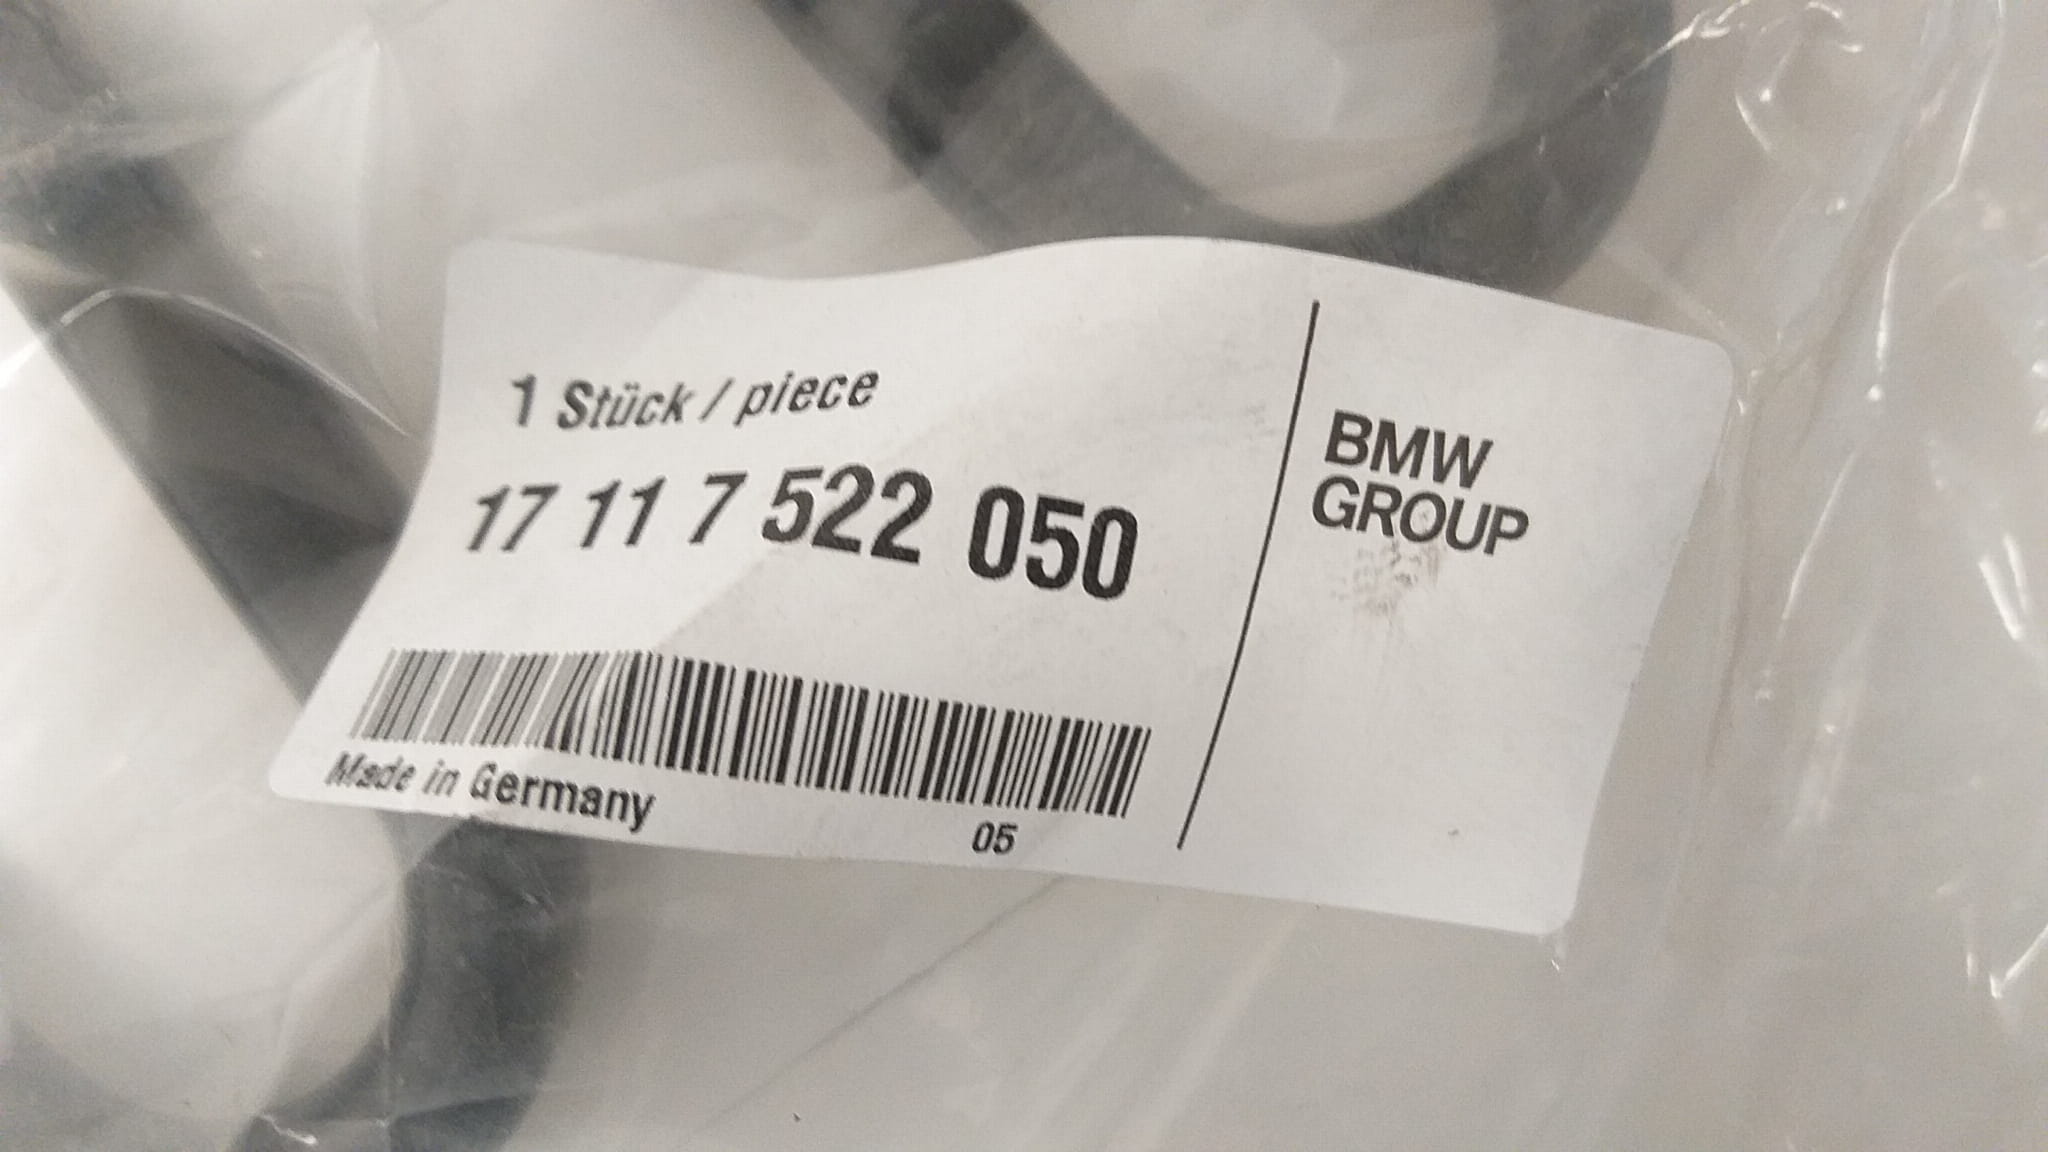 1 Stück / piece
17 11 7 522 050
Made in Germany
05
BMW
GROUP